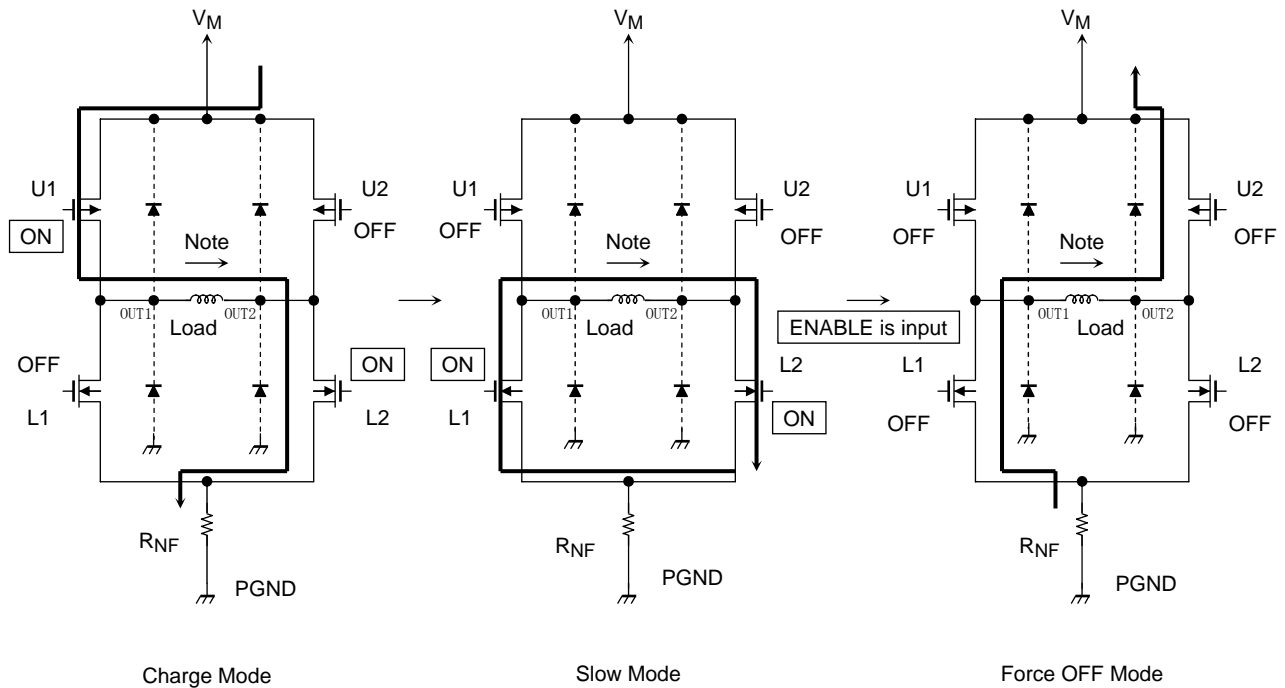 VM
U1
ON
U2
OFF
Note
OUT1
Load
OUT2
OFF
L1
ON
L2
RNF
PGND
Charge Mode
VM
U1
OFF
U2
OFF
Note
OUT1
Load
OUT2
ON
L1
L2
ON
RNF
PGND
Slow Mode
ENABLE is input
VM
U1
OFF
U2
OFF
Note
OUT1
Load
OUT2
L1
OFF
L2
OFF
RNF
PGND
Force OFF Mode